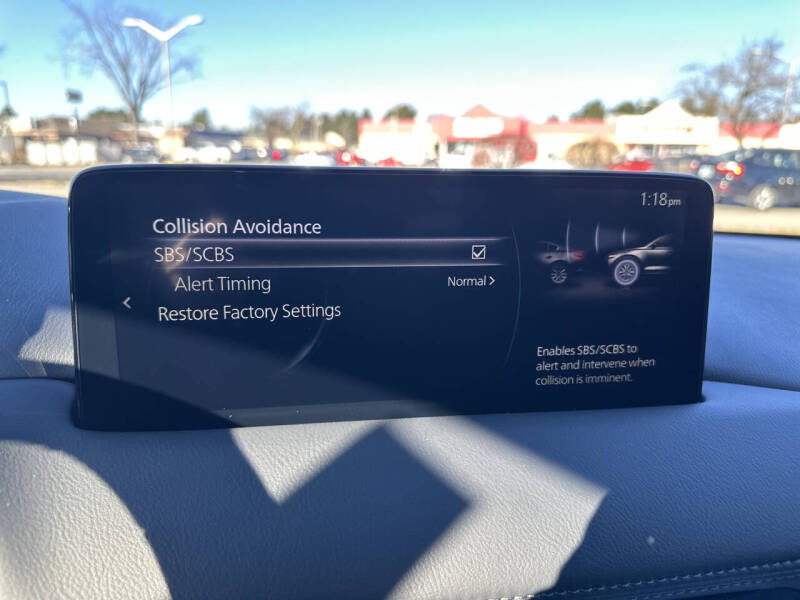 1:18pm
Collision Avoidance
SBS/SCBS
Alert Timing Normal >
Restore Factory Settings
Enables SBS/SCBS to
alert and intervene when
collision is imminent.